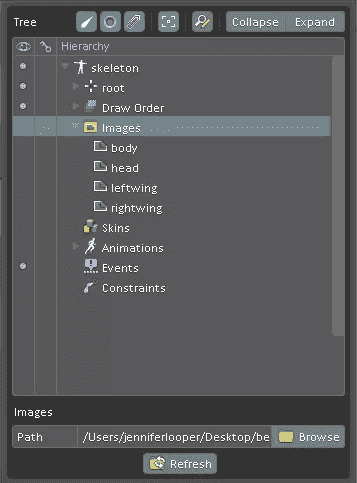 Tree Collapse Expand
Hierarchy
skeleton
root
Draw Order
Images
body
head
leftwing
rightwing
Skins
Animations
Events
Constraints
Images
Path /Users/jenniferlooper/Desktop/be Browse
Refresh